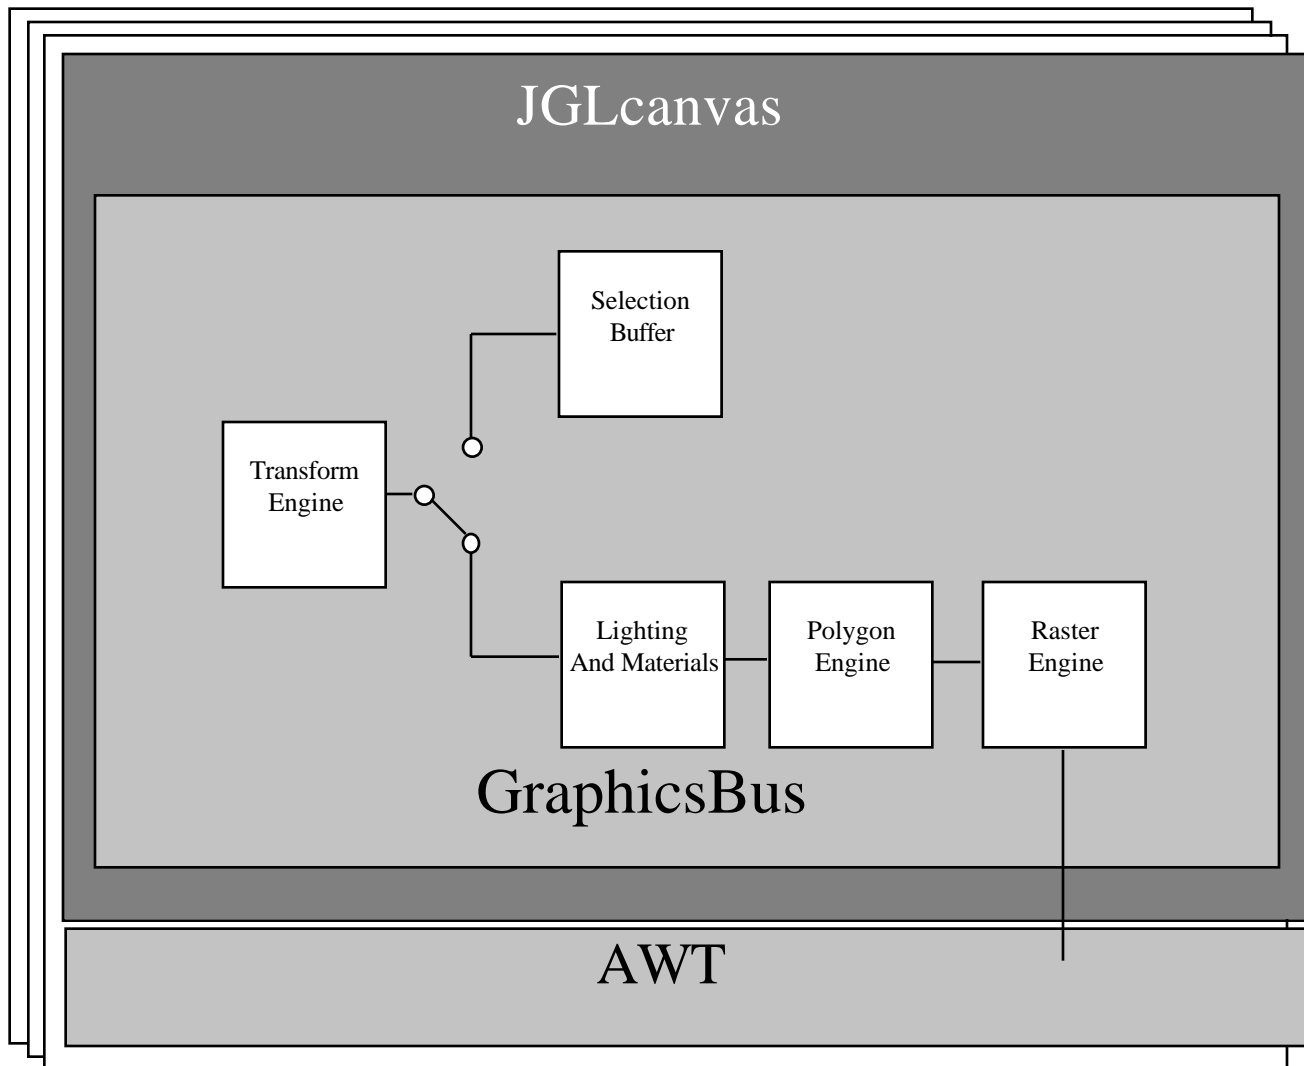 JGLcanvas
Selection
Buffer
Transform
Engine
Lighting
And Materials
Polygon
Engine
Raster
Engine
GraphicsBus
AWT